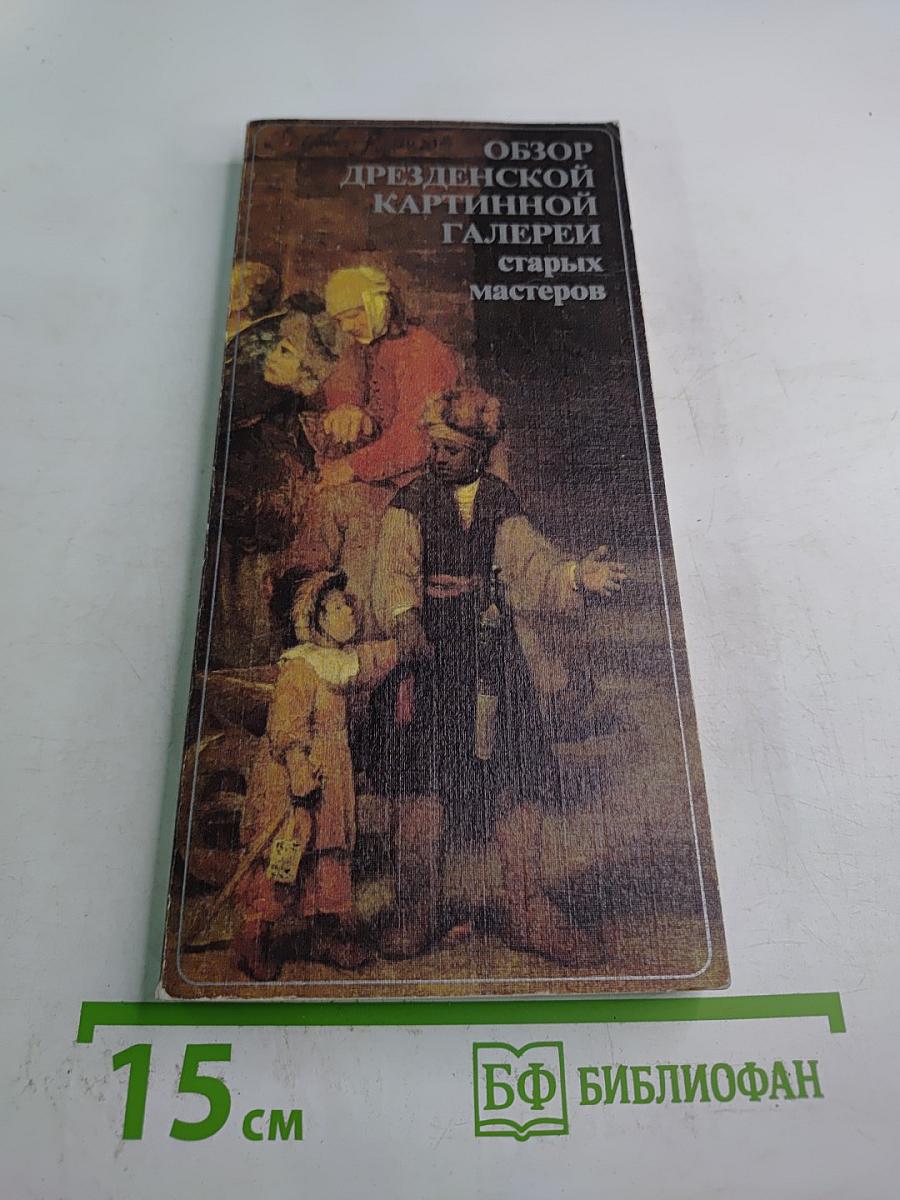 ОБЗОР
ДРЕЗДЕНСКОЙ
КАРТИННОЙ
ГАЛЕРЕИ
старых
мастеров
15 см
БФ БИБЛИОФАН